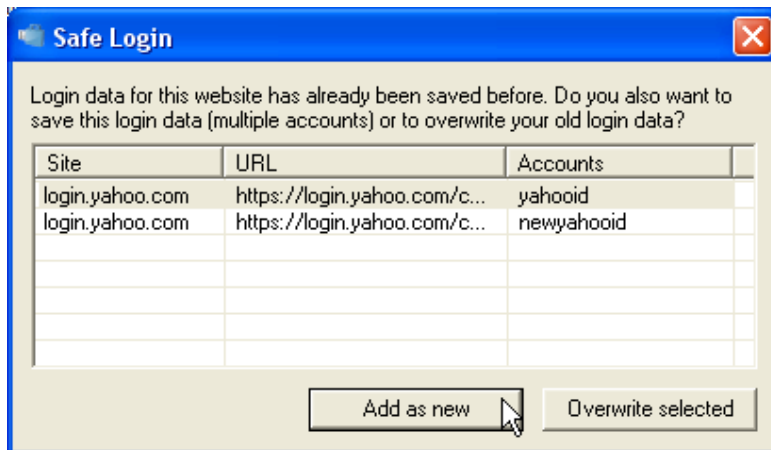 Safe Login
Login data for this website has already been saved before. Do you also want to
save this login data (multiple accounts) or to overwrite your old login data?
Site URL Accounts
login.yahoo.com https://login.yahoo.com/c... yahooid
login.yahoo.com https://login.yahoo.com/c... newyahooid
Add as new Overwrite selected